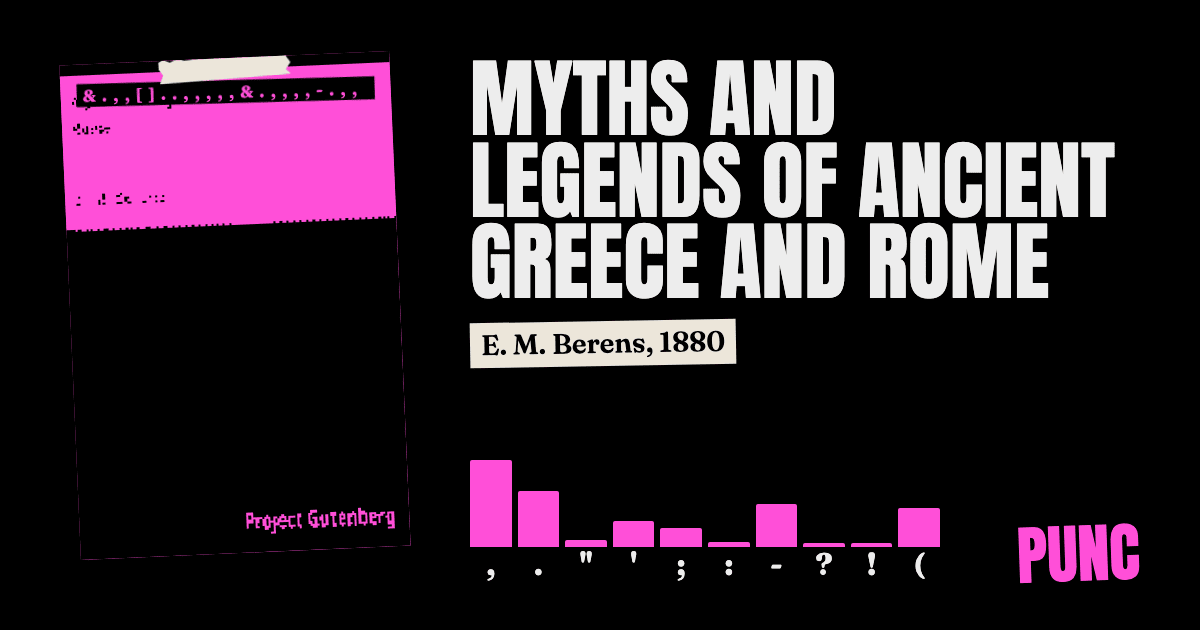 &.,,[]..,,,,,&.,,,,-.,,
Project Gutenberg
MYTHS AND
LEGENDS OF ANCIENT
GREECE AND ROME
E. M. Berens, 1880
, . " ' ; : - ? ! (
PUNC